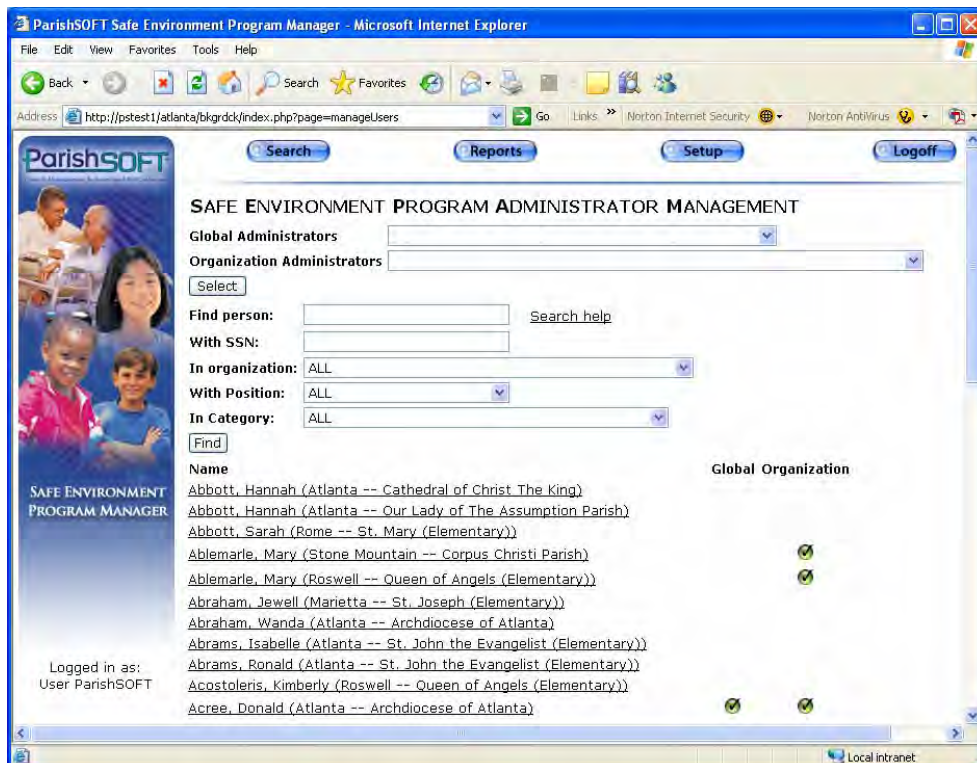 ParishSOFT Safe Environment Program Manager - Microsoft Internet Explorer
File Edit View Favorites Tools Help
Back Search Favorites
Address http://pstest1/atlanta/bkgrdck/index.php?page=manageUsers Go Links » Norton Internet Security Norton AntiVirus
ParishSOFT
Search Reports Setup Logoff
SAFE ENVIRONMENT PROGRAM ADMINISTRATOR MANAGEMENT
Global Administrators
Organization Administrators
Select
Find person: Search help
With SSN:
In organization: ALL
With Position: ALL
In Category: ALL
Find
Name Global Organization
Abbott, Hannah (Atlanta -- Cathedral of Christ The King)
Abbott, Hannah (Atlanta -- Our Lady of The Assumption Parish)
Abbott, Sarah (Rome -- St. Mary (Elementary))
Ablemarle, Mary (Stone Mountain -- Corpus Christi Parish)
Ablemarle, Mary (Roswell -- Queen of Angels (Elementary))
Abraham, Jewell (Marietta -- St. Joseph (Elementary))
Abraham, Wanda (Atlanta -- Archdiocese of Atlanta)
Abrams, Isabelle (Atlanta -- St. John the Evangelist (Elementary))
Abrams, Ronald (Atlanta -- St. John the Evangelist (Elementary))
Acostoleris, Kimberly (Roswell -- Queen of Angels (Elementary))
Acree, Donald (Atlanta -- Archdiocese of Atlanta)
SAFE ENVIRONMENT
PROGRAM MANAGER
Logged in as:
User ParishSOFT
Local intranet